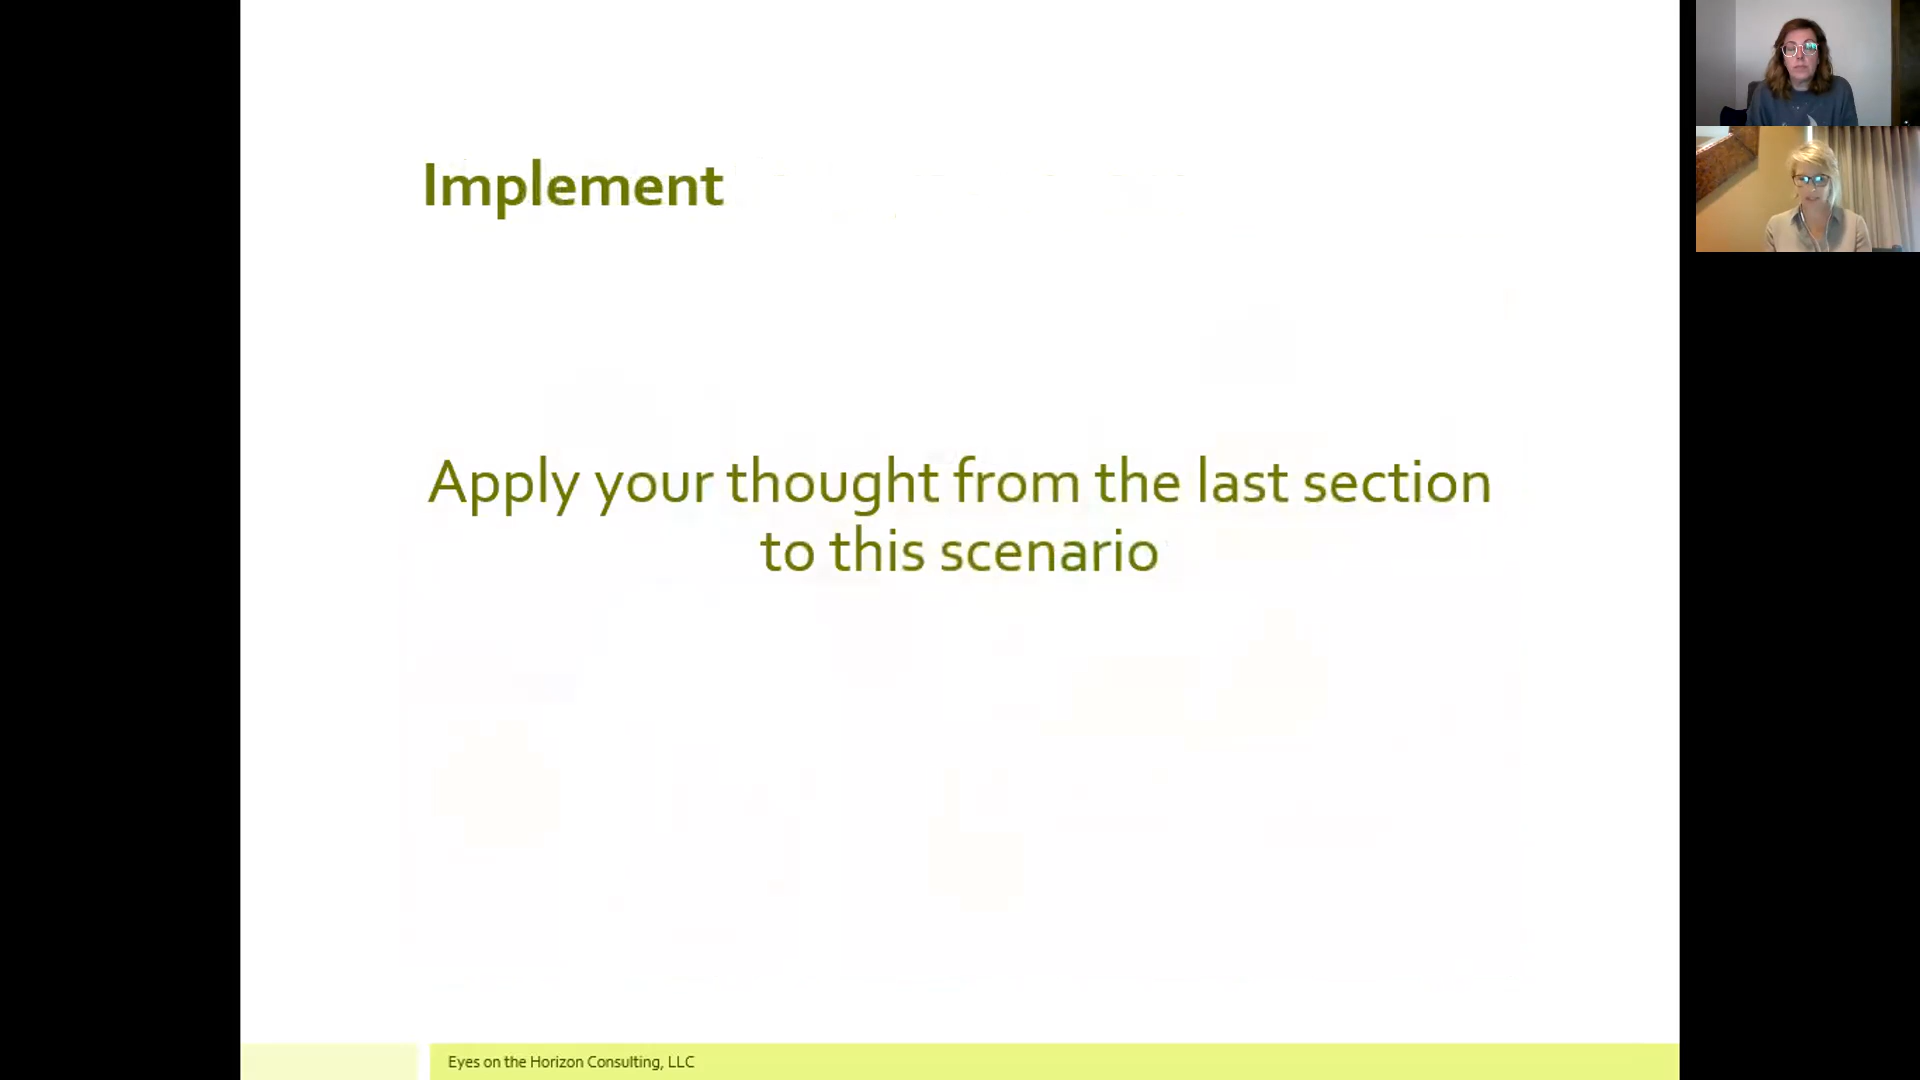 Implement
Apply your thought from the last section
to this scenario
Eyes on the Horizon Consulting, LLC